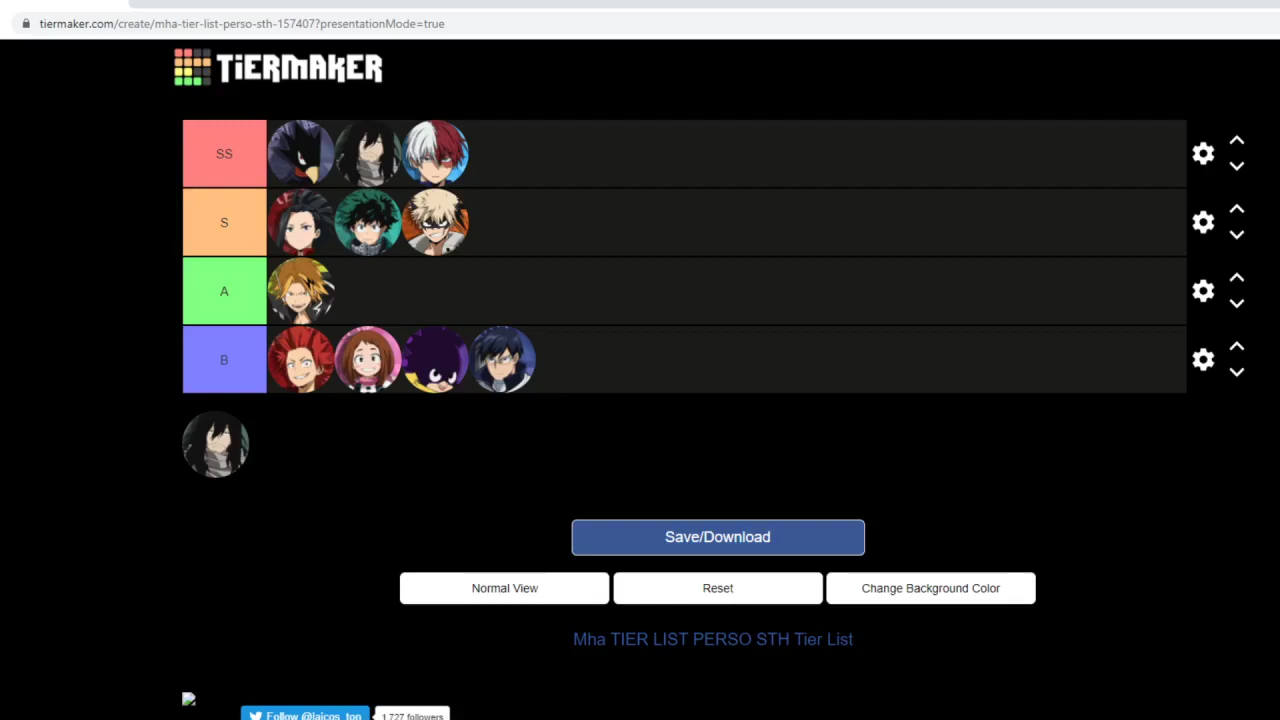 tiermaker.com/create/mha-tier-list-perso-sth-157407?presentationMode=true
TiERMAKER
SS
S
A
B
Save/Download
Normal View
Reset
Change Background Color
Mha TIER LIST PERSO STH Tier List
Follow @laicos_top
1,727 followers